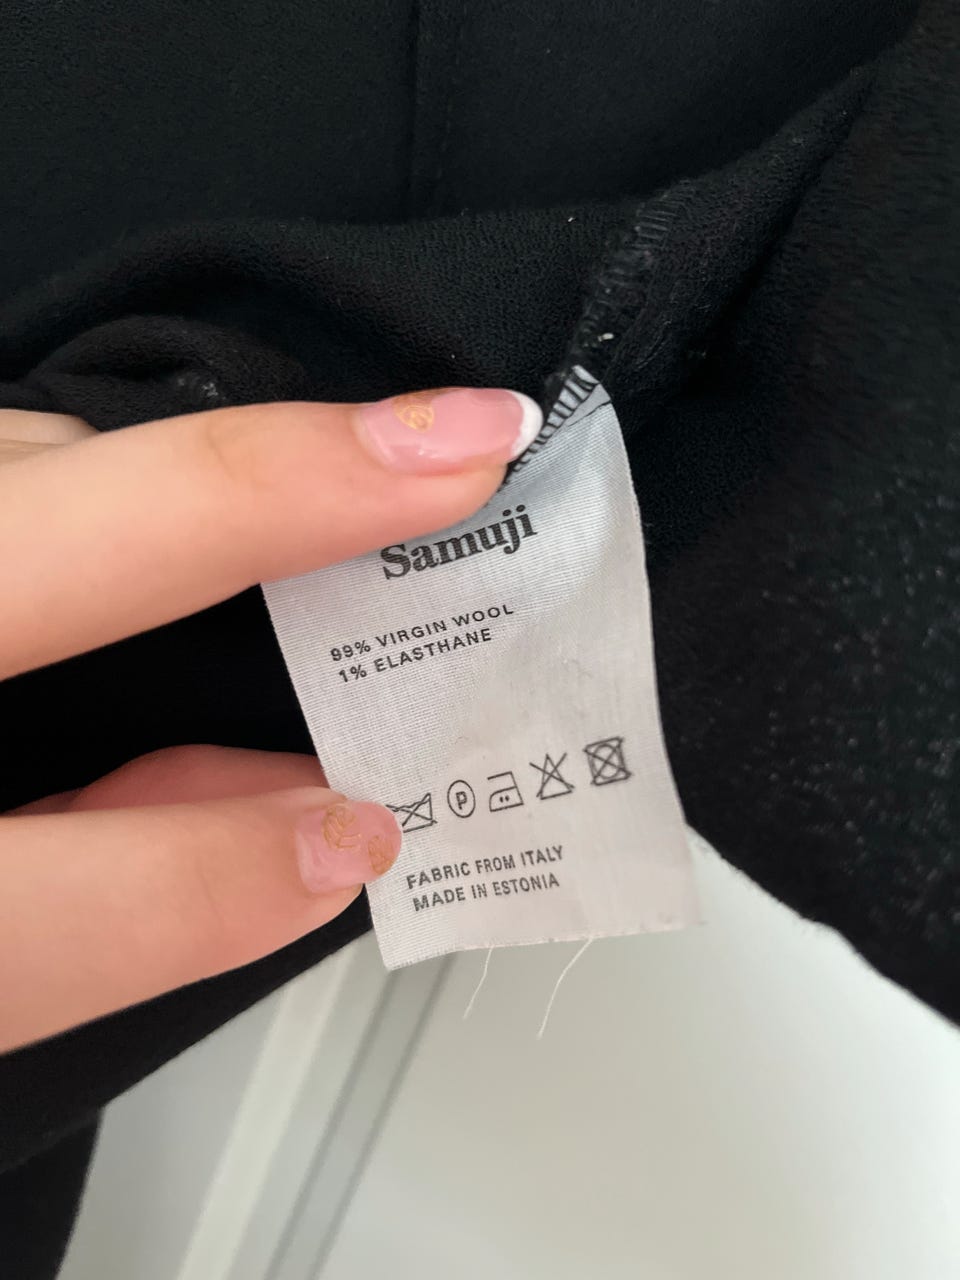 Samuji
99% VIRGIN WOOL
1% ELASTHANE
P
FABRIC FROM ITALY
MADE IN ESTONIA